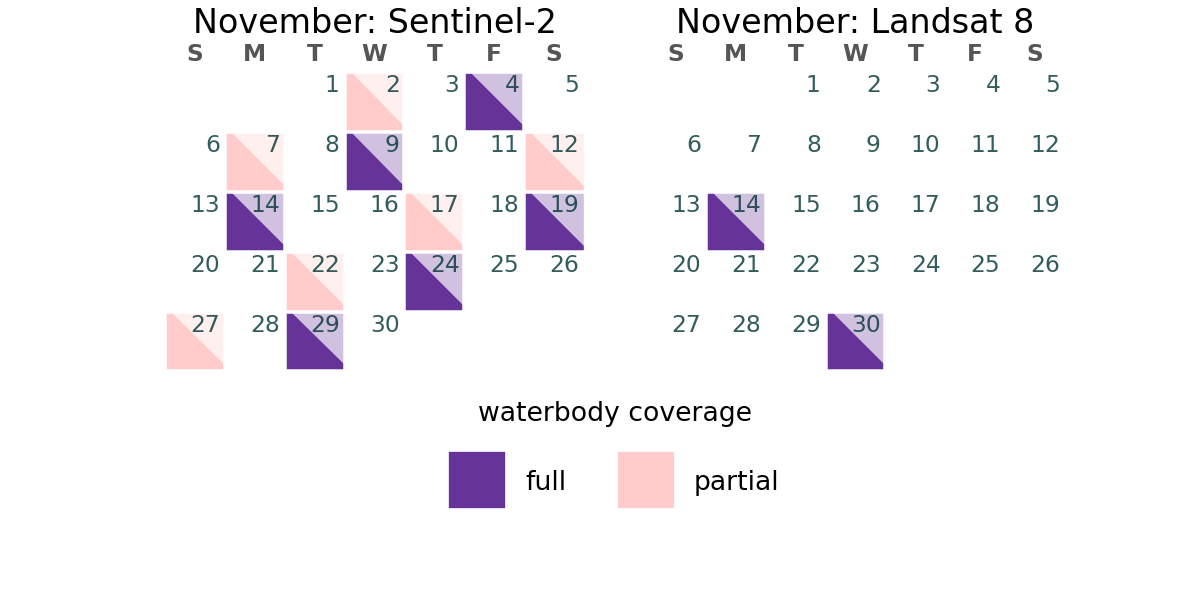 November: Sentinel-2
S M T W T F S
1 2 3 4 5
6 7 8 9 10 11 12
13 14 15 16 17 18 19
20 21 22 23 24 25 26
27 28 29 30
November: Landsat 8
S M T W T F S
1 2 3 4 5
6 7 8 9 10 11 12
13 14 15 16 17 18 19
20 21 22 23 24 25 26
27 28 29 30
waterbody coverage
full partial